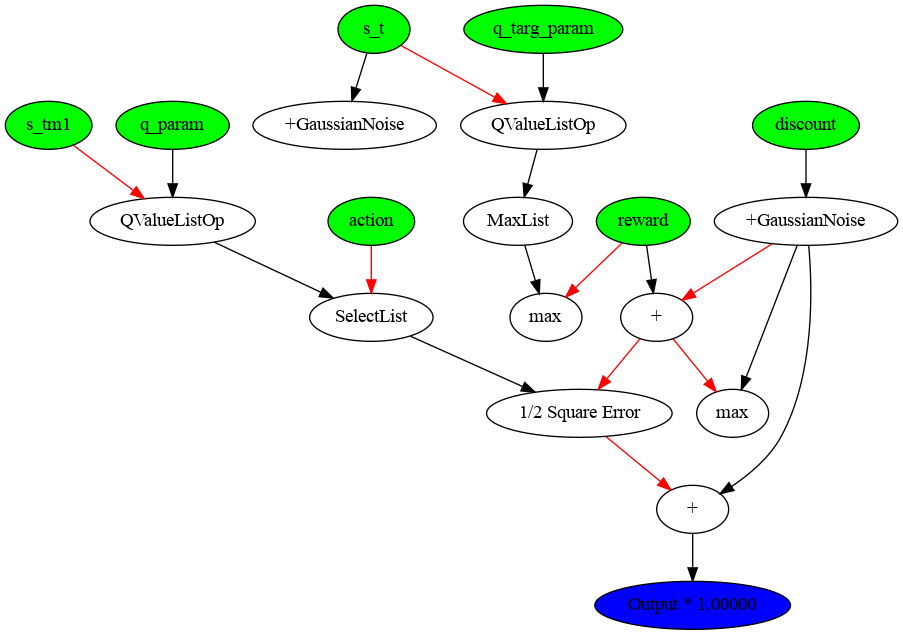 s_t
q_targ_param
s_tm1
q_param
+GaussianNoise
QValueListOp
discount
QValueListOp
action
MaxList
reward
+GaussianNoise
SelectList
max
+
1/2 Square Error
max
+
Output * 1.00000